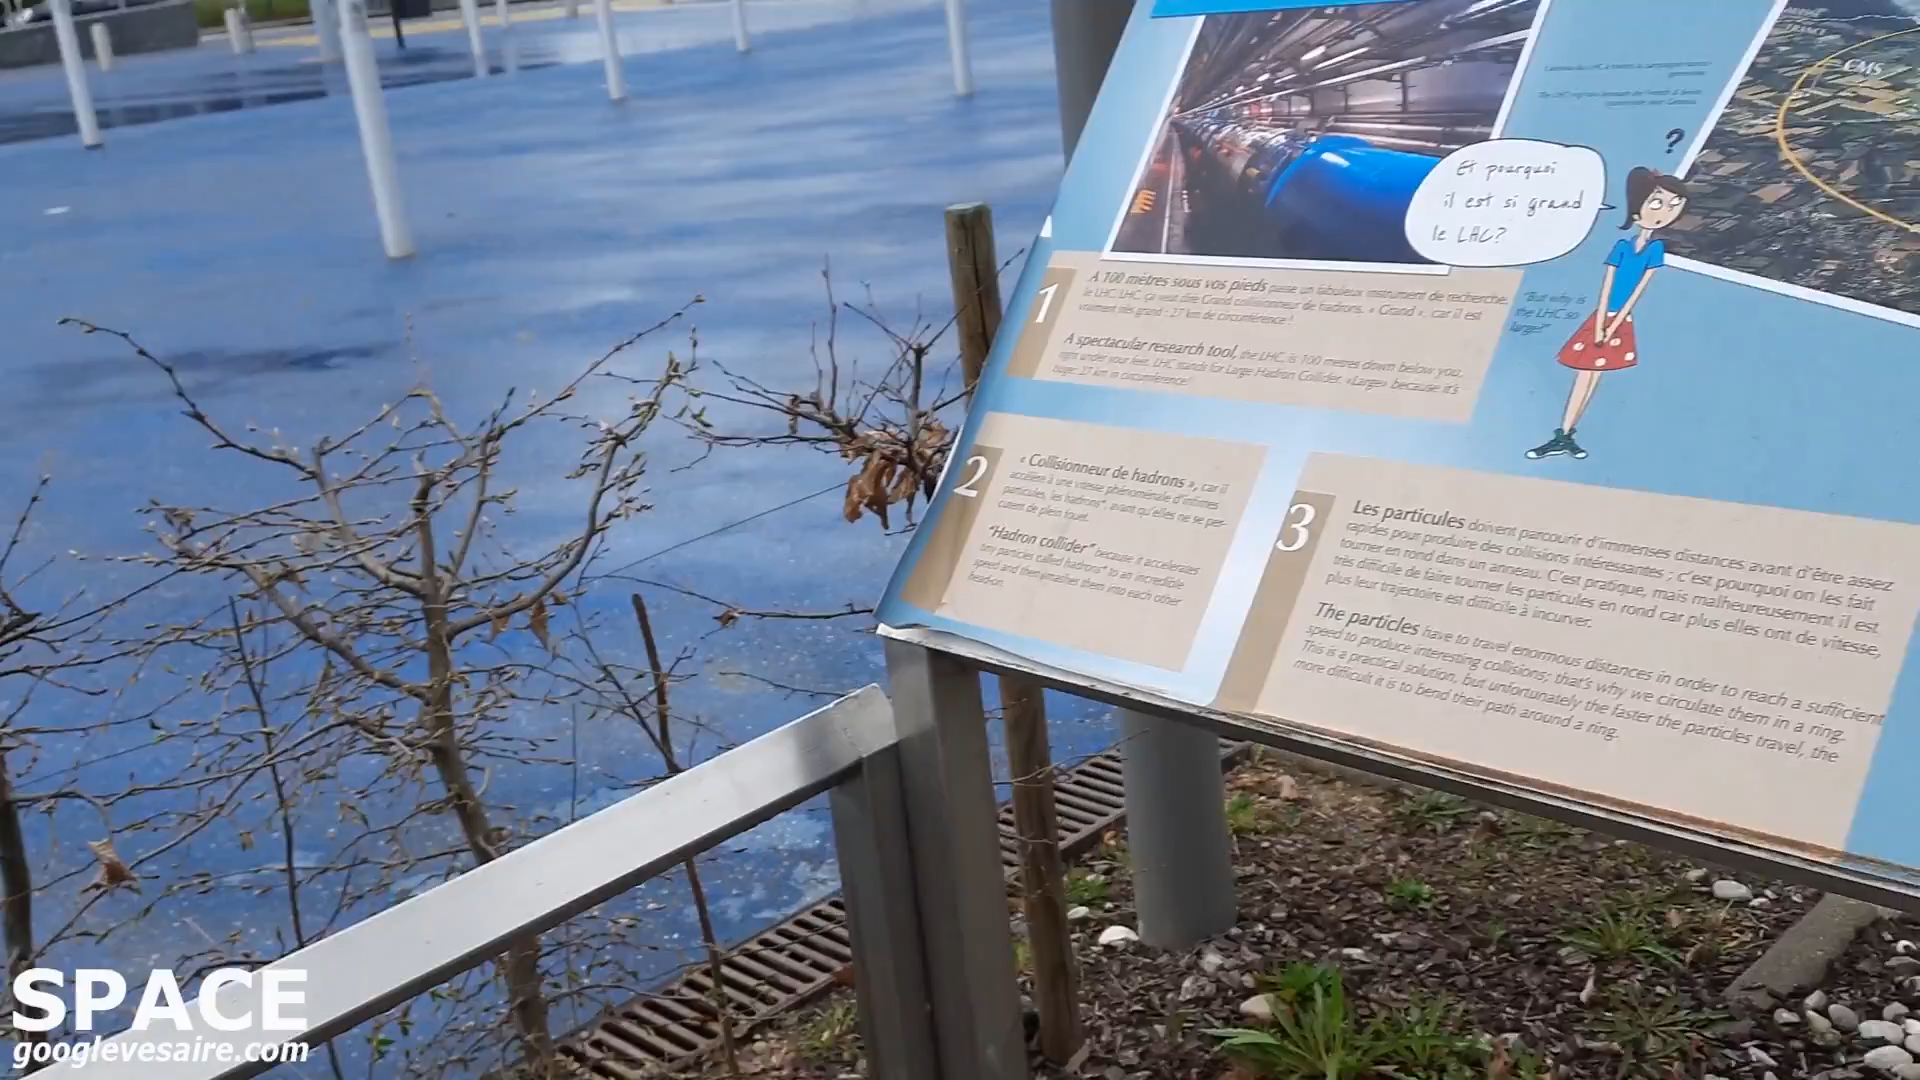 CMS
?
Et pourquoi
il est si grand
le LHC?
"But why is
the LHC so
large?"
1
A 100 mètres sous vos pieds passe un fabuleux instrument de recherche,
le LHC. LHC, ça veut dire Grand collisionneur de hadrons. « Grand », car il est
vraiment très grand : 27 km de circonférence !
A spectacular research tool, the LHC, is 100 metres down below you,
right under your feet. LHC stands for Large Hadron Collider. «Large» because it's
huge: 27 km in circumference!
2
« Collisionneur de hadrons », car il
accélère à une vitesse phénoménale d'infimes
particules, les hadrons*, avant qu'elles ne se per-
cutent de plein fouet.
"Hadron collider" because it accelerates
tiny particles called hadrons* to an incredible
speed and then smashes them into each other
head-on.
3
Les particules doivent parcourir d'immenses distances avant d'être assez
rapides pour produire des collisions intéressantes ; c'est pourquoi on les fait
tourner en rond dans un anneau. C'est pratique, mais malheureusement il est
très difficile de faire tourner les particules en rond car plus elles ont de vitesse,
plus leur trajectoire est difficile à incurver.
The particles have to travel enormous distances in order to reach a sufficient
speed to produce interesting collisions; that's why we circulate them in a ring.
This is a practical solution, but unfortunately the faster the particles travel, the
more difficult it is to bend their path around a ring.
SPACE
googlevesaire.com